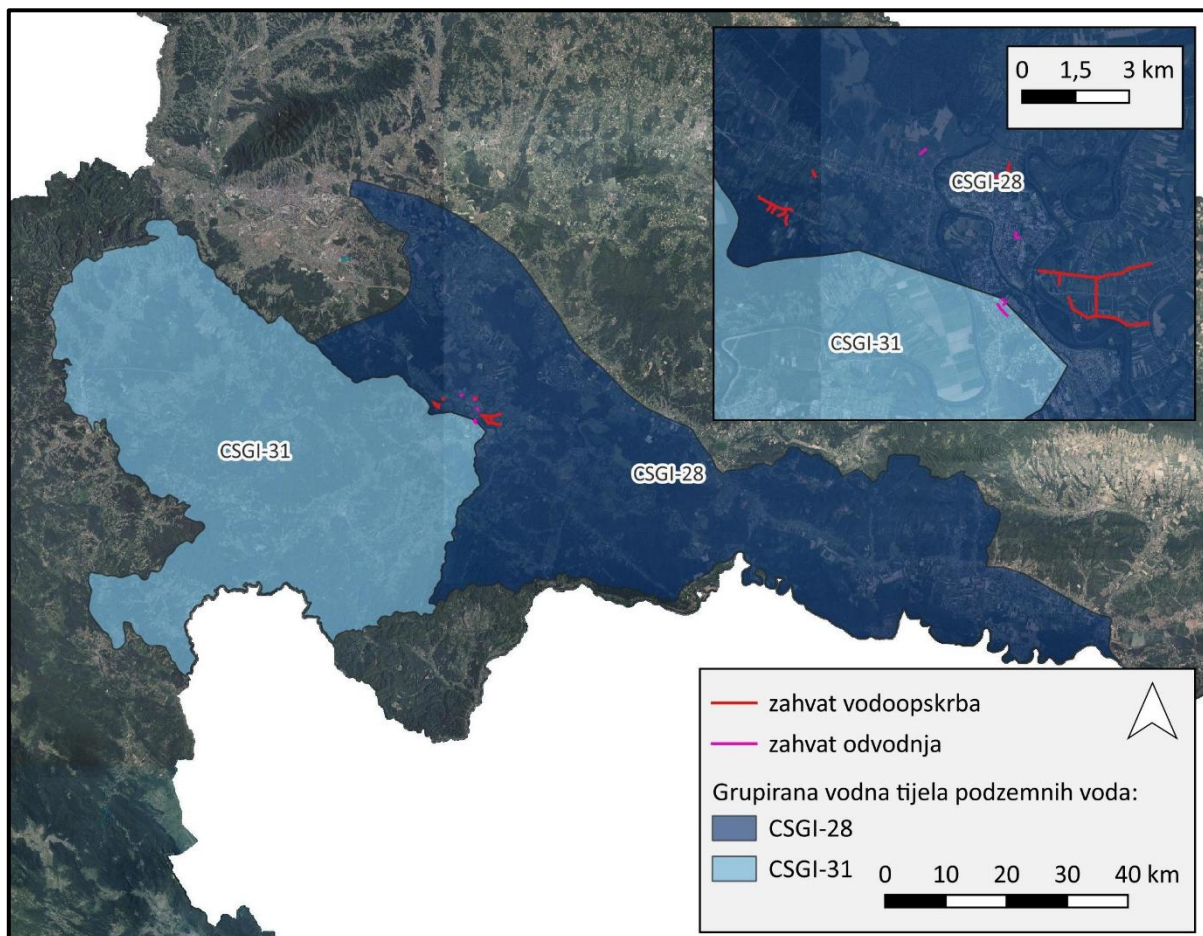 0 1,5 3 km
CSGI-28
CSGI-31
CSGI-31
CSGI-28
zahvat vodoopskrba
zahvat odvodnja
Grupirana vodna tijela podzemnih voda:
CSGI-28
CSGI-31
0 10 20 30 40 km